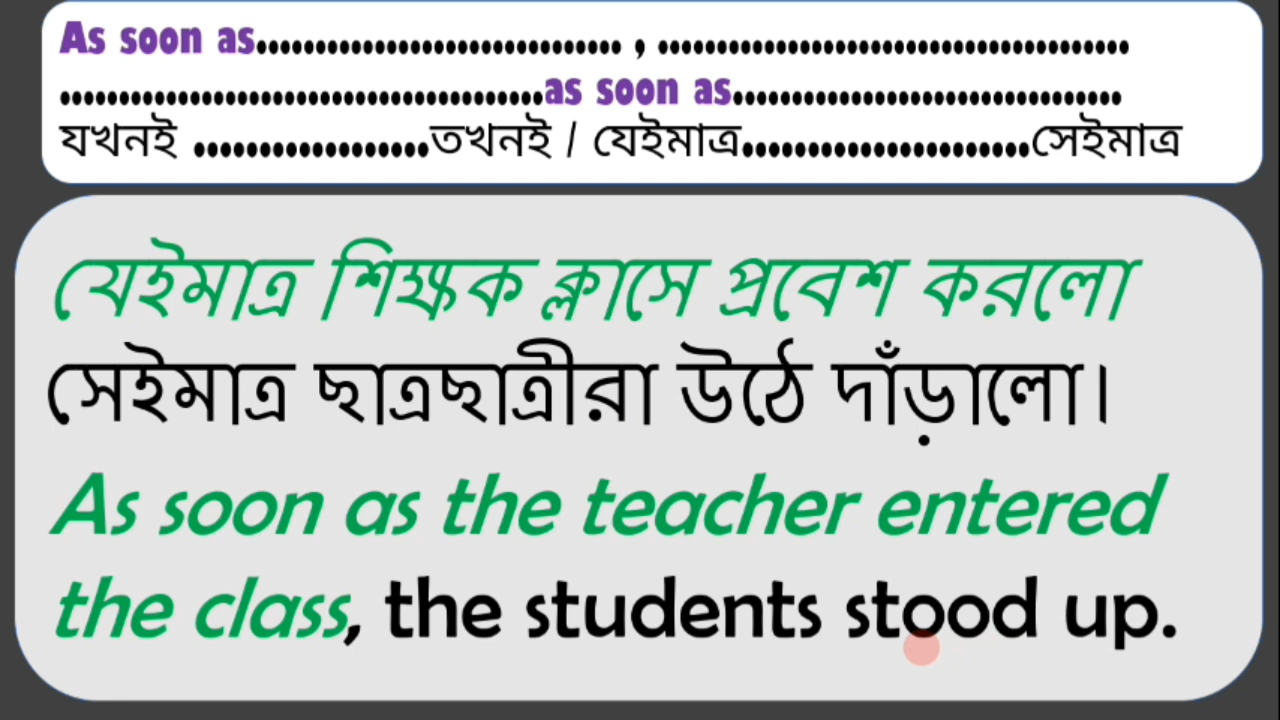 As soon as.............................. , ........................................
.........................................as soon as.................................
যখনই ..................তখনই / যেইমাত্র......................সেইমাত্র
যেইমাত্র শিক্ষক ক্লাসে প্রবেশ করলো
সেইমাত্র ছাত্রছাত্রীরা উঠে দাঁড়ালো।
As soon as the teacher entered
the class, the students stood up.